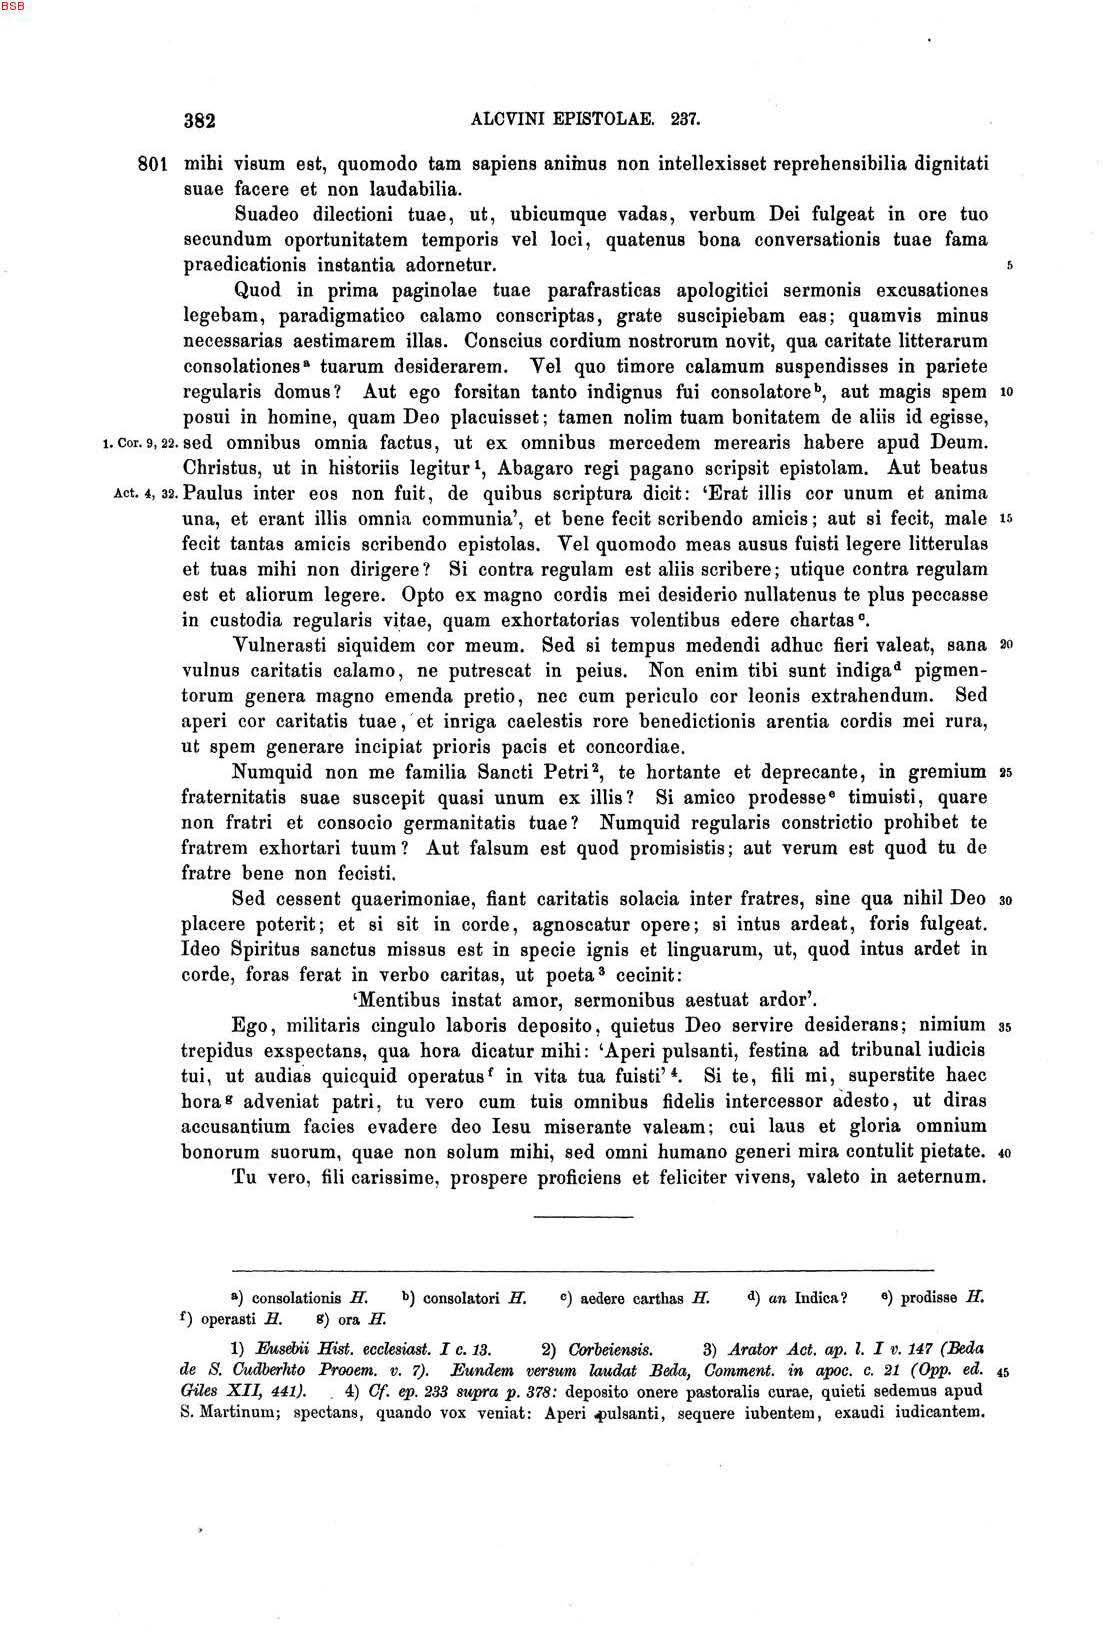 BSB
382 ALCVINI EPISTOLAE. 237.
801 mihi visum est, quomodo tam sapiens animus non intellexisset reprehensibilia dignitati
suae facere et non laudabilia.
Suadeo dilectioni tuae, ut, ubicumque vadas, verbum Dei fulgeat in ore tuo
secundum oportunitatem temporis vel loci, quatenus bona conversationis tuae fama
praedicationis instantia adornetur. 5
Quod in prima paginolae tuae parafrasticas apologitici sermonis excusationes
legebam, paradigmatico calamo conscriptas, grate suscipiebam eas; quamvis minus
necessarias aestimarem illas. Conscius cordium nostrorum novit, qua caritate litterarum
consolationesᵃ tuarum desiderarem. Vel quo timore calamum suspendisses in pariete
regularis domus? Aut ego forsitan tanto indignus fui consolatoreᵇ, aut magis spem 10
posui in homine, quam Deo placuisset; tamen nolim tuam bonitatem de aliis id egisse,
1. Cor. 9, 22. sed omnibus omnia factus, ut ex omnibus mercedem merearis habere apud Deum.
Christus, ut in historiis legitur¹, Abagaro regi pagano scripsit epistolam. Aut beatus
Act. 4, 32. Paulus inter eos non fuit, de quibus scriptura dicit: ‘Erat illis cor unum et anima
una, et erant illis omnia communia’, et bene fecit scribendo amicis; aut si fecit, male 15
fecit tantas amicis scribendo epistolas. Vel quomodo meas ausus fuisti legere litterulas
et tuas mihi non dirigere? Si contra regulam est aliis scribere; utique contra regulam
est et aliorum legere. Opto ex magno cordis mei desiderio nullatenus te plus peccasse
in custodia regularis vitae, quam exhortatorias volentibus edere chartasᶜ.
Vulnerasti siquidem cor meum. Sed si tempus medendi adhuc fieri valeat, sana 20
vulnus caritatis calamo, ne putrescat in peius. Non enim tibi sunt indigaᵈ pigmen-
torum genera magno emenda pretio, nec cum periculo cor leonis extrahendum. Sed
aperi cor caritatis tuae, et inriga caelestis rore benedictionis arentia cordis mei rura,
ut spem generare incipiat prioris pacis et concordiae.
Numquid non me familia Sancti Petri², te hortante et deprecante, in gremium 25
fraternitatis suae suscepit quasi unum ex illis? Si amico prodesseᵉ timuisti, quare
non fratri et consocio germanitatis tuae? Numquid regularis constrictio prohibet te
fratrem exhortari tuum? Aut falsum est quod promisistis; aut verum est quod tu de
fratre bene non fecisti.
Sed cessent quaerimoniae, fiant caritatis solacia inter fratres, sine qua nihil Deo 30
placere poterit; et si sit in corde, agnoscatur opere; si intus ardeat, foris fulgeat.
Ideo Spiritus sanctus missus est in specie ignis et linguarum, ut, quod intus ardet in
corde, foras ferat in verbo caritas, ut poeta³ cecinit:
‘Mentibus instat amor, sermonibus aestuat ardor’.
Ego, militaris cingulo laboris deposito, quietus Deo servire desiderans; nimium 35
trepidus exspectans, qua hora dicatur mihi: ‘Aperi pulsanti, festina ad tribunal iudicis
tui, ut audias quicquid operatusᶠ in vita tua fuisti’⁴. Si te, fili mi, superstite haec
horaᵍ adveniat patri, tu vero cum tuis omnibus fidelis intercessor adesto, ut diras
accusantium facies evadere deo Iesu miserante valeam; cui laus et gloria omnium
bonorum suorum, quae non solum mihi, sed omni humano generi mira contulit pietate. 40
Tu vero, fili carissime, prospere proficiens et feliciter vivens, valeto in aeternum.
ᵃ) consolationis H. ᵇ) consolatori H. ᶜ) aedere carthas H. ᵈ) an Indica? ᵉ) prodisse H.
ᶠ) operasti H. ᵍ) ora H.
1) Eusebii Hist. ecclesiast. I c. 13. 2) Corbeiensis. 3) Arator Act. ap. l. I v. 147 (Beda
de S. Cudberhto Prooem. v. 7). Eundem versum laudat Beda, Comment. in apoc. c. 21 (Opp. ed. 45
Giles XII, 441). 4) Cf. ep. 233 supra p. 378: deposito onere pastoralis curae, quieti sedemus apud
S. Martinum; spectans, quando vox veniat: Aperi pulsanti, sequere iubentem, exaudi iudicantem.